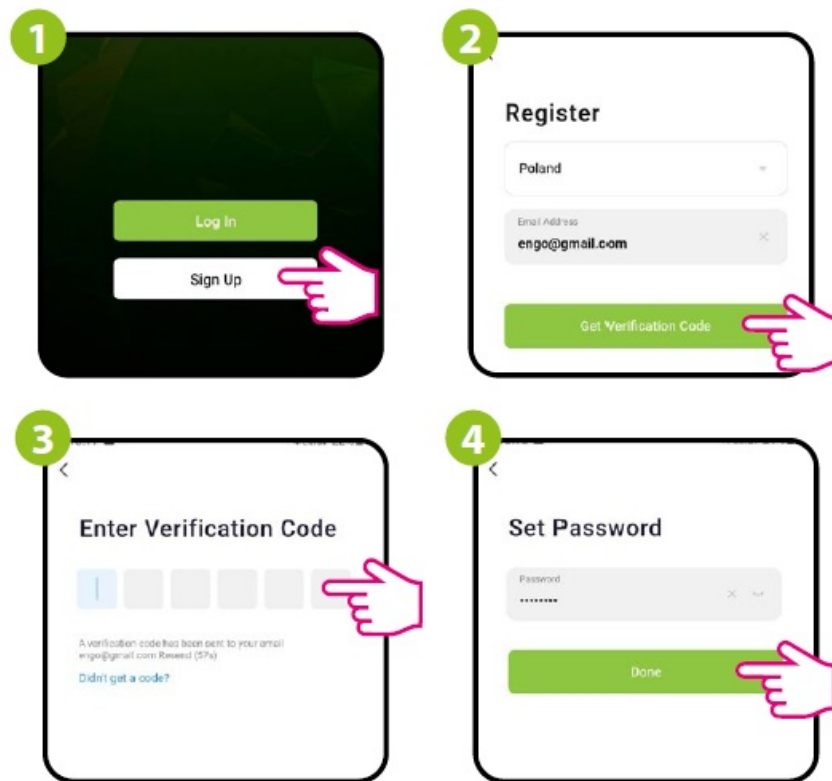 1
Log In
Sign Up
2
Register
Poland
Email Address
engo@gmail.com
Get Verification Code
3
Enter Verification Code
A verification code has been sent to your email
engo@gmail.com Resend (57s)
Didn't get a code?
4
Set Password
Password
Done